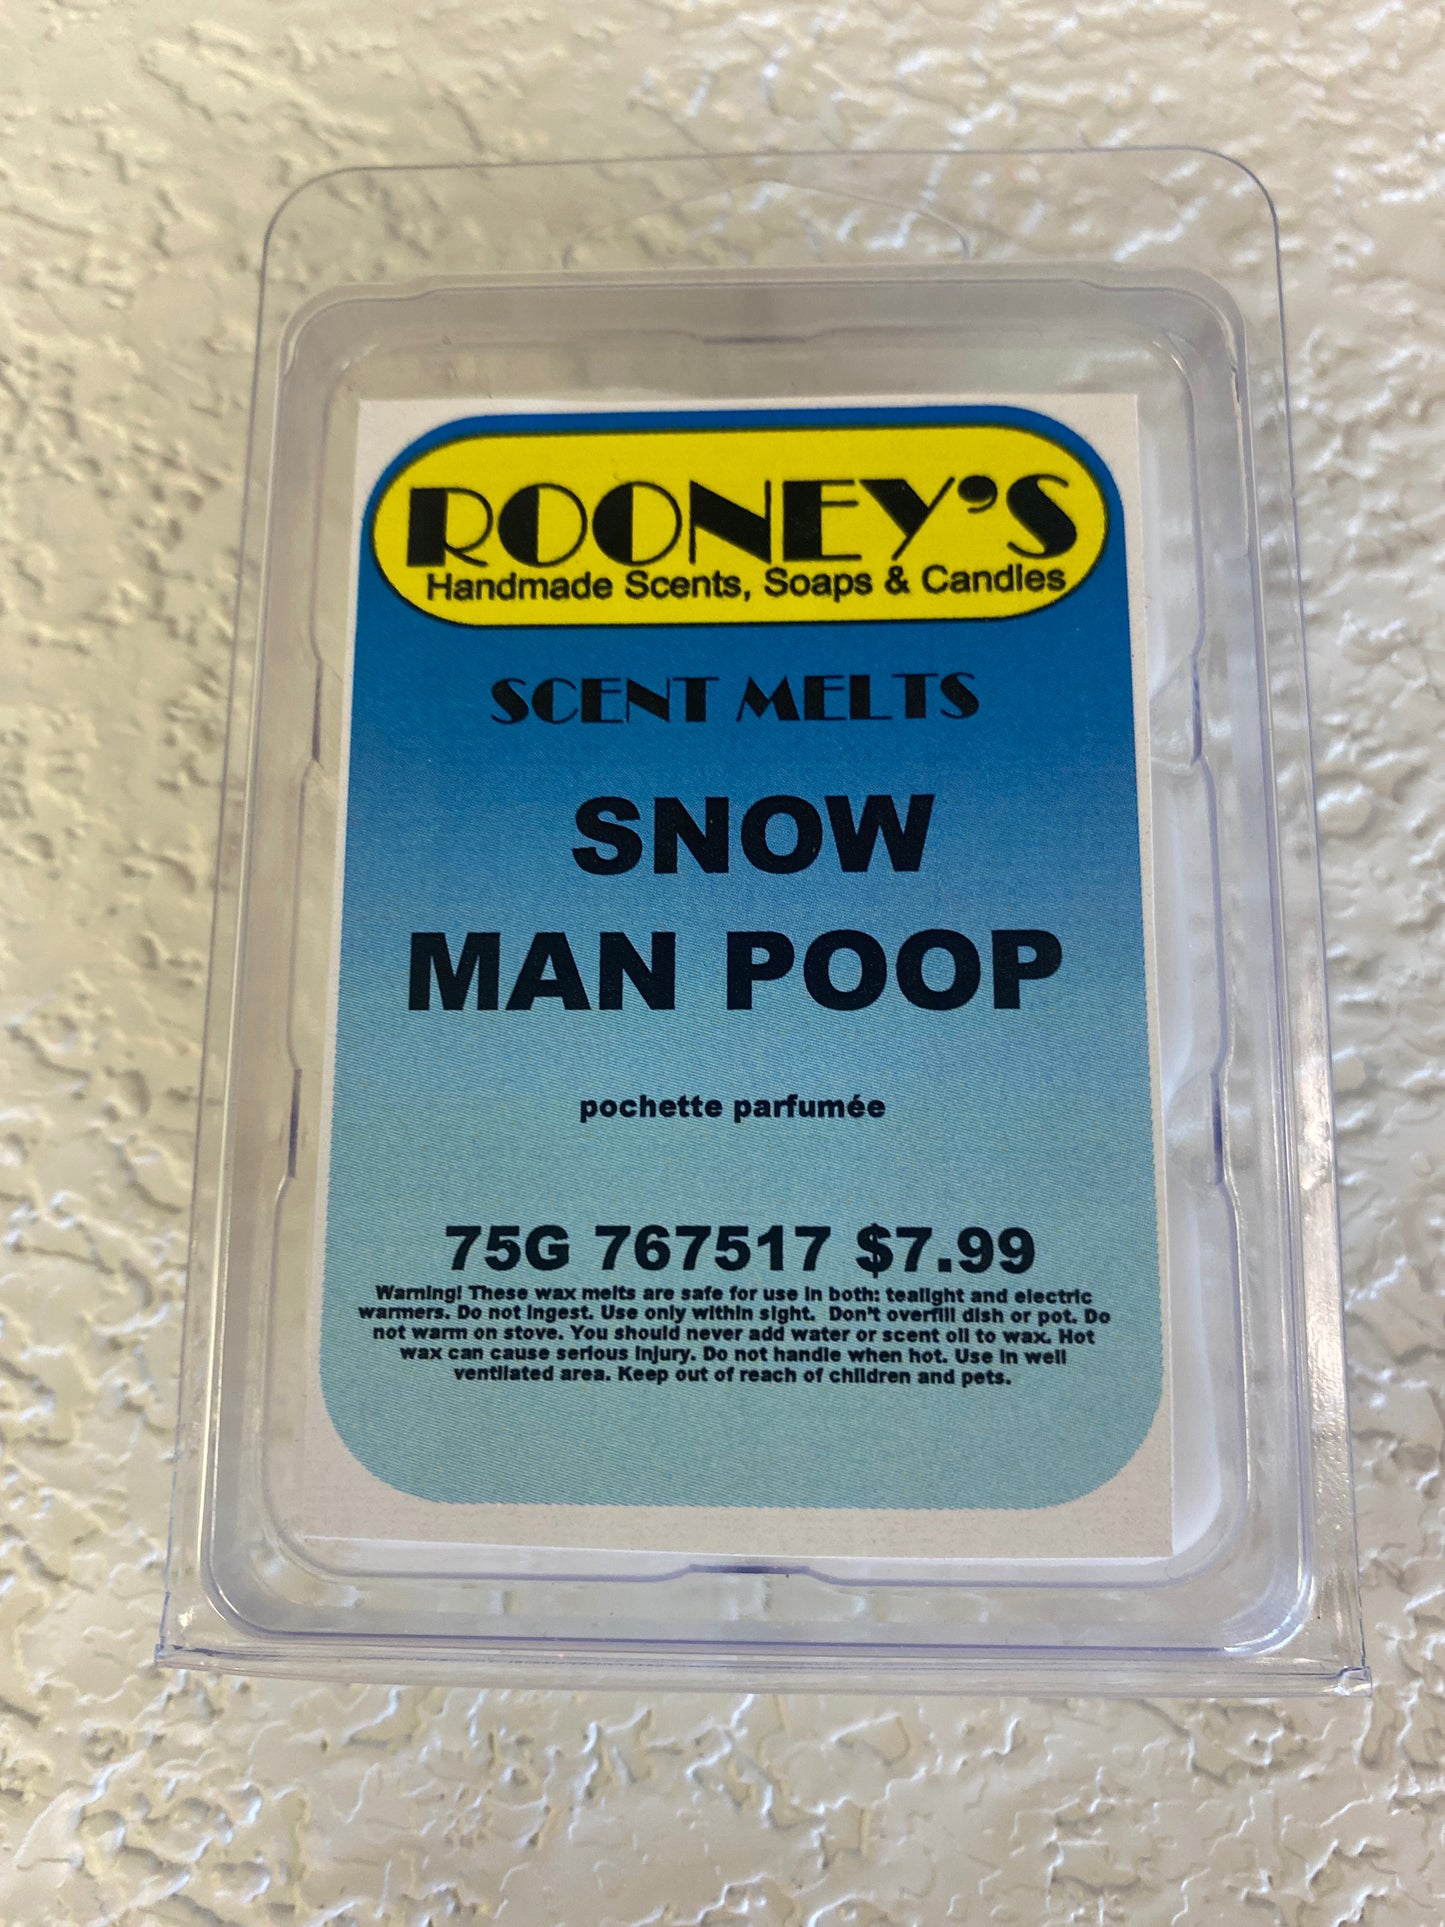 ROONEY'S
Handmade Scents, Soaps & Candles
SCENT MELTS
SNOW
MAN POOP
pochette parfumée
75G 767517 $7.99
Warning! These wax melts are safe for use in both: tealight and electric
warmers. Do not ingest. Use only within sight. Don't overfill dish or pot. Do
not warm on stove. You should never add water or scent oil to wax. Hot
wax can cause serious injury. Do not handle when hot. Use in well
ventilated area. Keep out of reach of children and pets.